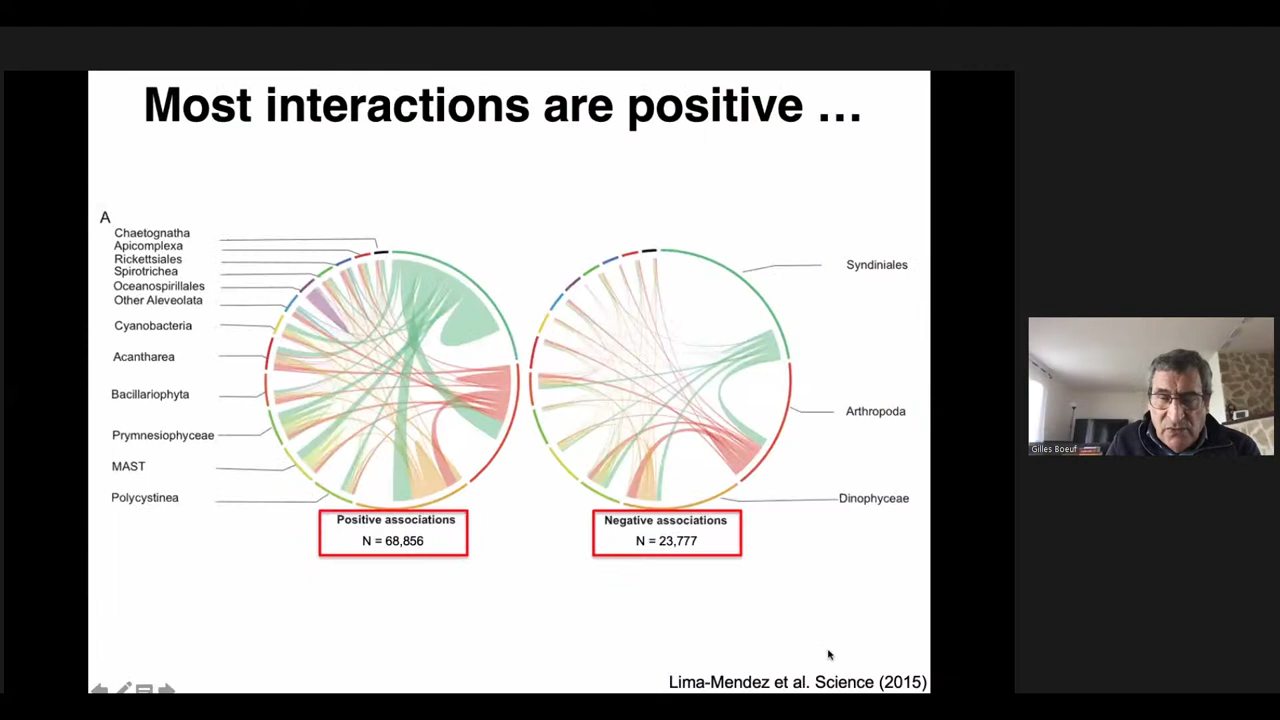 Most interactions are positive …
A
Chaetognatha
Apicomplexa
Rickettsiales
Spirotrichea
Oceanospirillales
Other Aleveolata
Cyanobacteria
Acantharea
Bacillariophyta
Prymnesiophyceae
MAST
Polycystinea
Syndiniales
Arthropoda
Dinophyceae
Positive associations
N = 68,856
Negative associations
N = 23,777
Lima-Mendez et al. Science (2015)
Gilles Boeuf